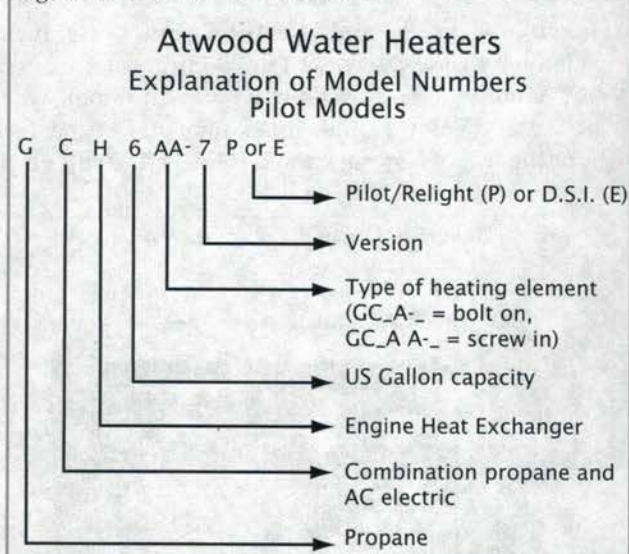 Atwood Water Heaters
Explanation of Model Numbers
Pilot Models
G C H 6 AA- 7 P or E
Pilot/Relight (P) or D.S.I. (E)
Version
Type of heating element
(GC_A-_ = bolt on,
GC_A A-_ = screw in)
US Gallon capacity
Engine Heat Exchanger
Combination propane and
AC electric
Propane